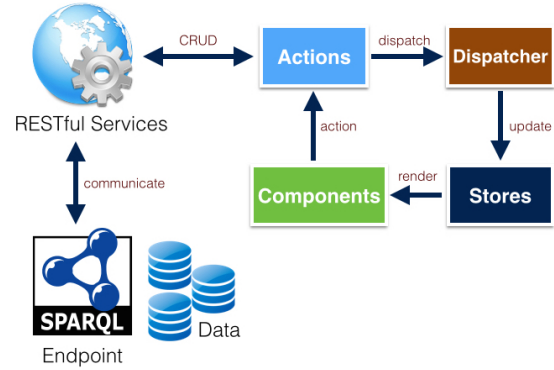 CRUD
Actions
dispatch
Dispatcher
RESTful Services
action
update
communicate
Components
render
Stores
SPARQL
Data
Endpoint